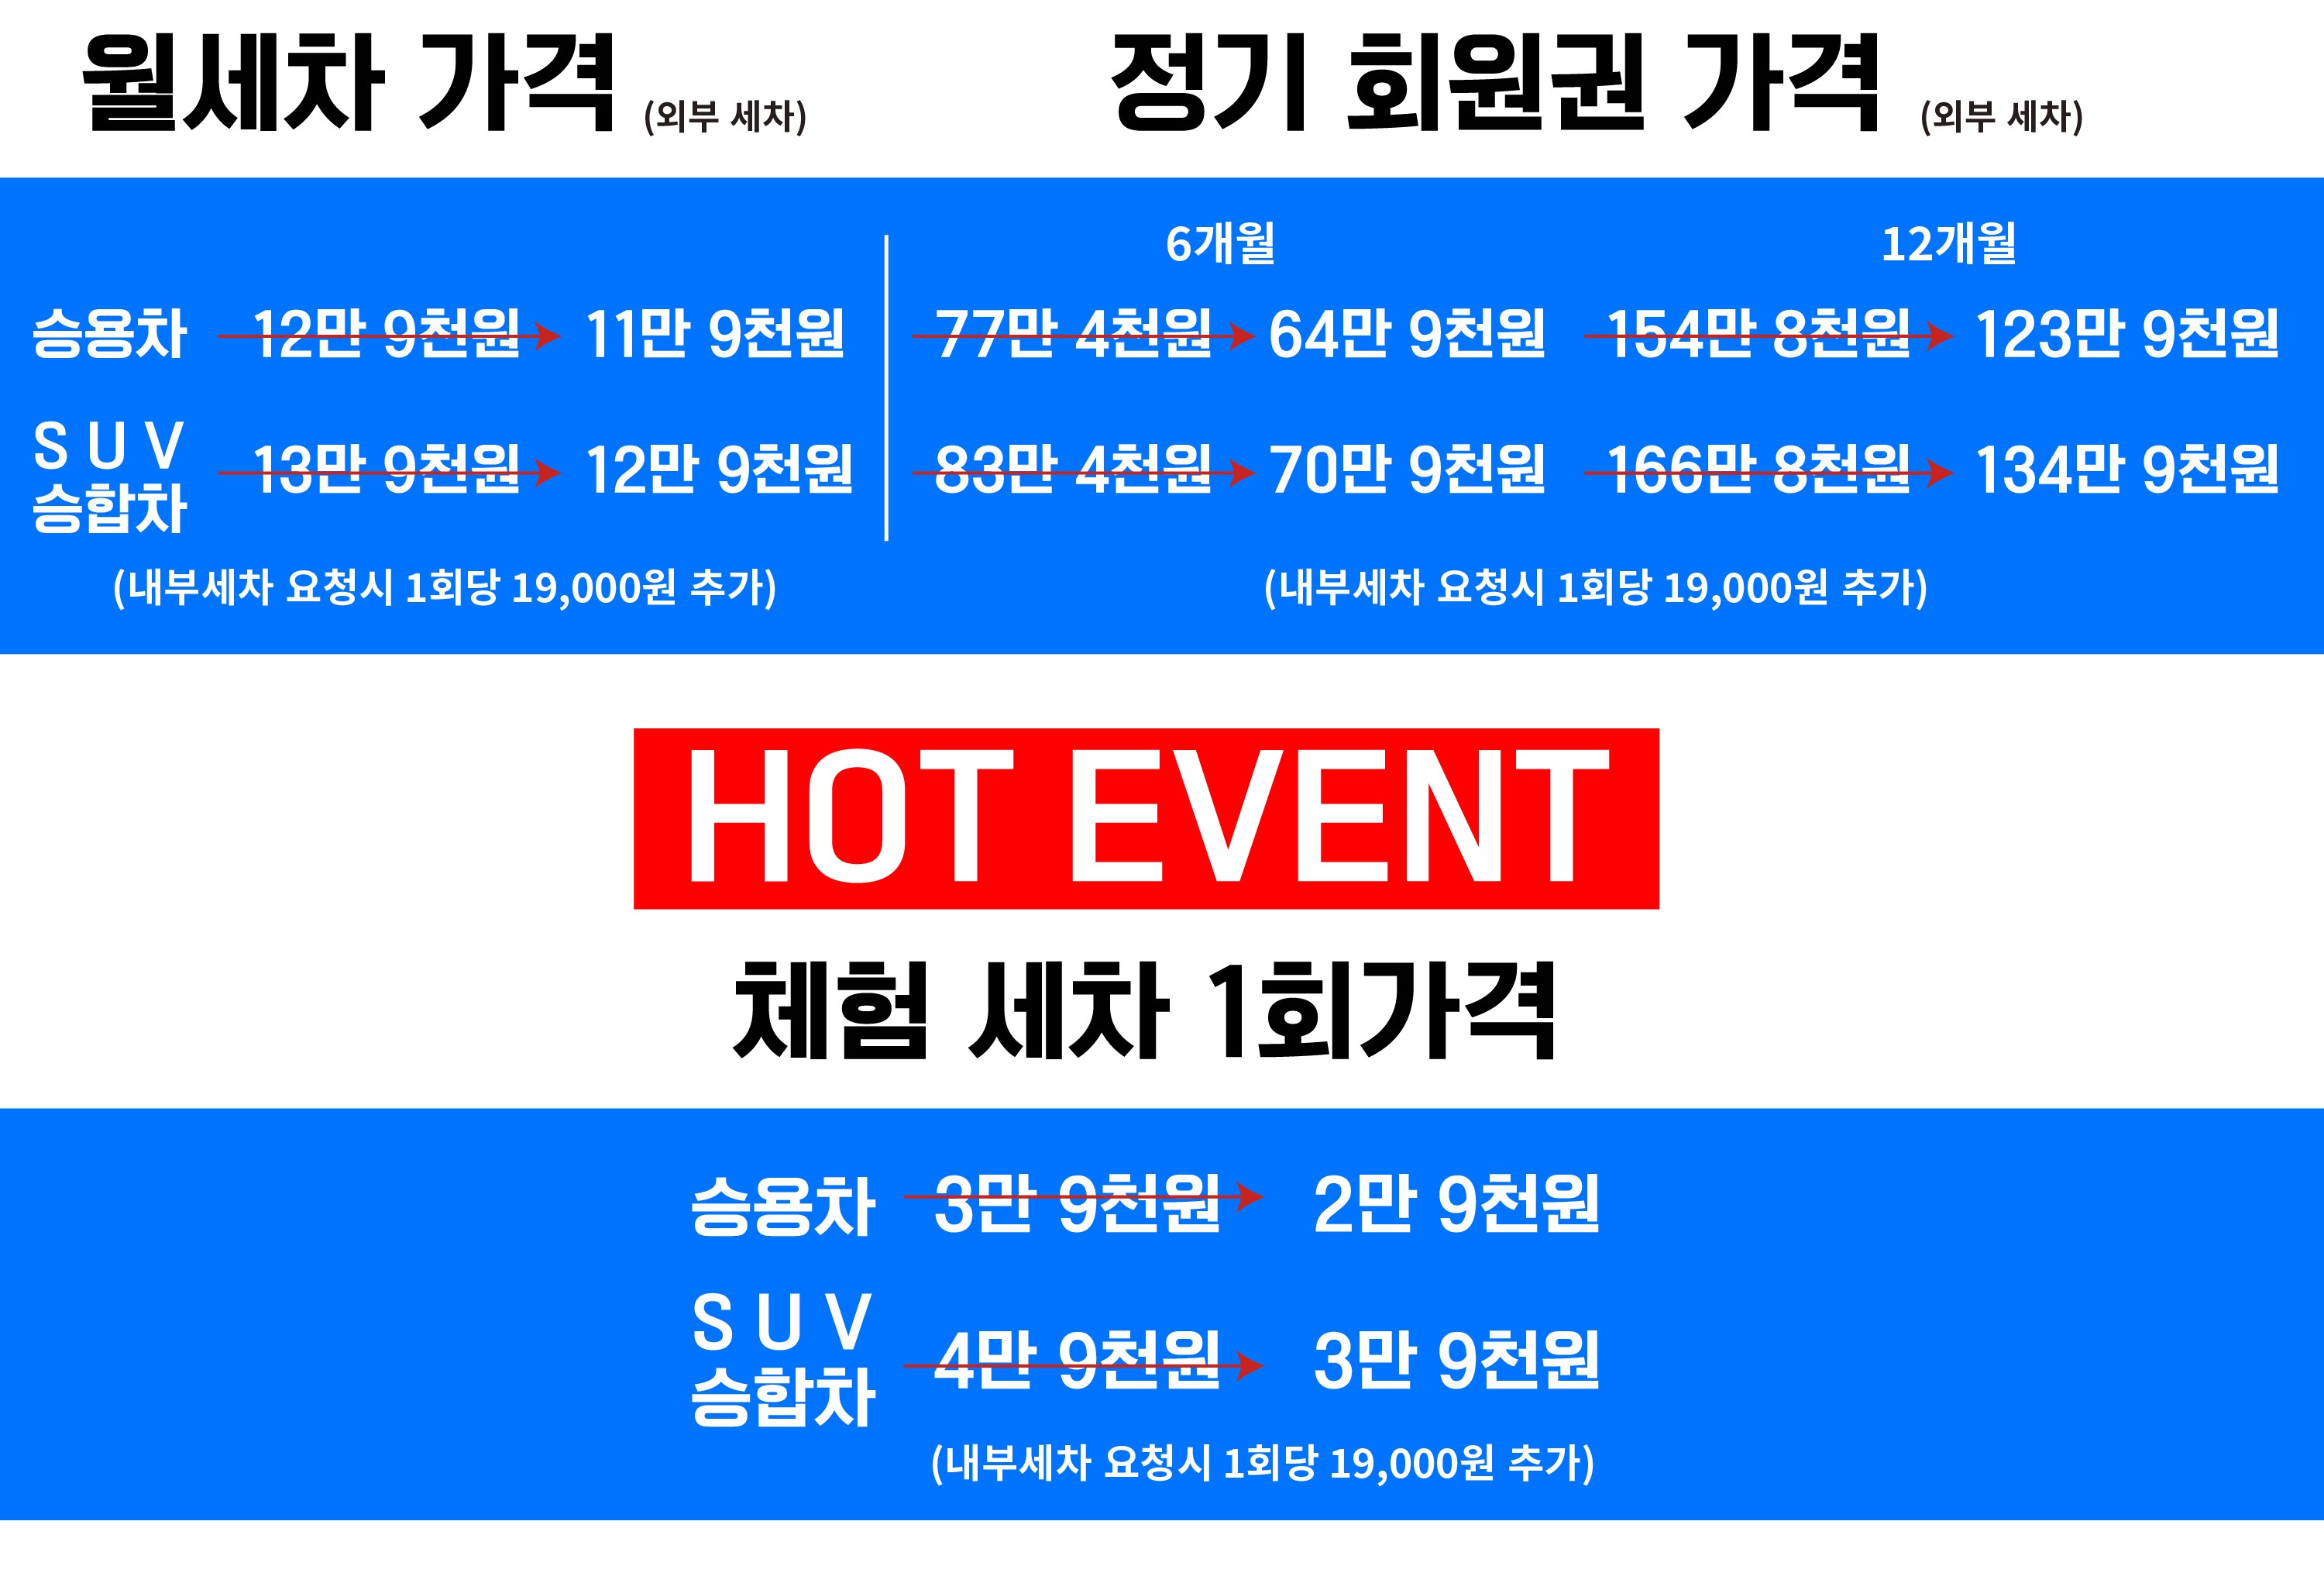 월세차 가격 (외부 세차)
정기 회원권 가격 (외부 세차)
6개월 12개월
승용차 12만 9천원 11만 9천원 77만 4천원 64만 9천원 154만 8천원 123만 9천원
SUV
승합차 13만 9천원 12만 9천원 83만 4천원 70만 9천원 166만 8천원 134만 9천원
(내부세차 요청시 1회당 19,000원 추가)
(내부세차 요청시 1회당 19,000원 추가)
HOT EVENT
체험 세차 1회가격
승용차 3만 9천원 2만 9천원
SUV
승합차 4만 9천원 3만 9천원
(내부세차 요청시 1회당 19,000원 추가)